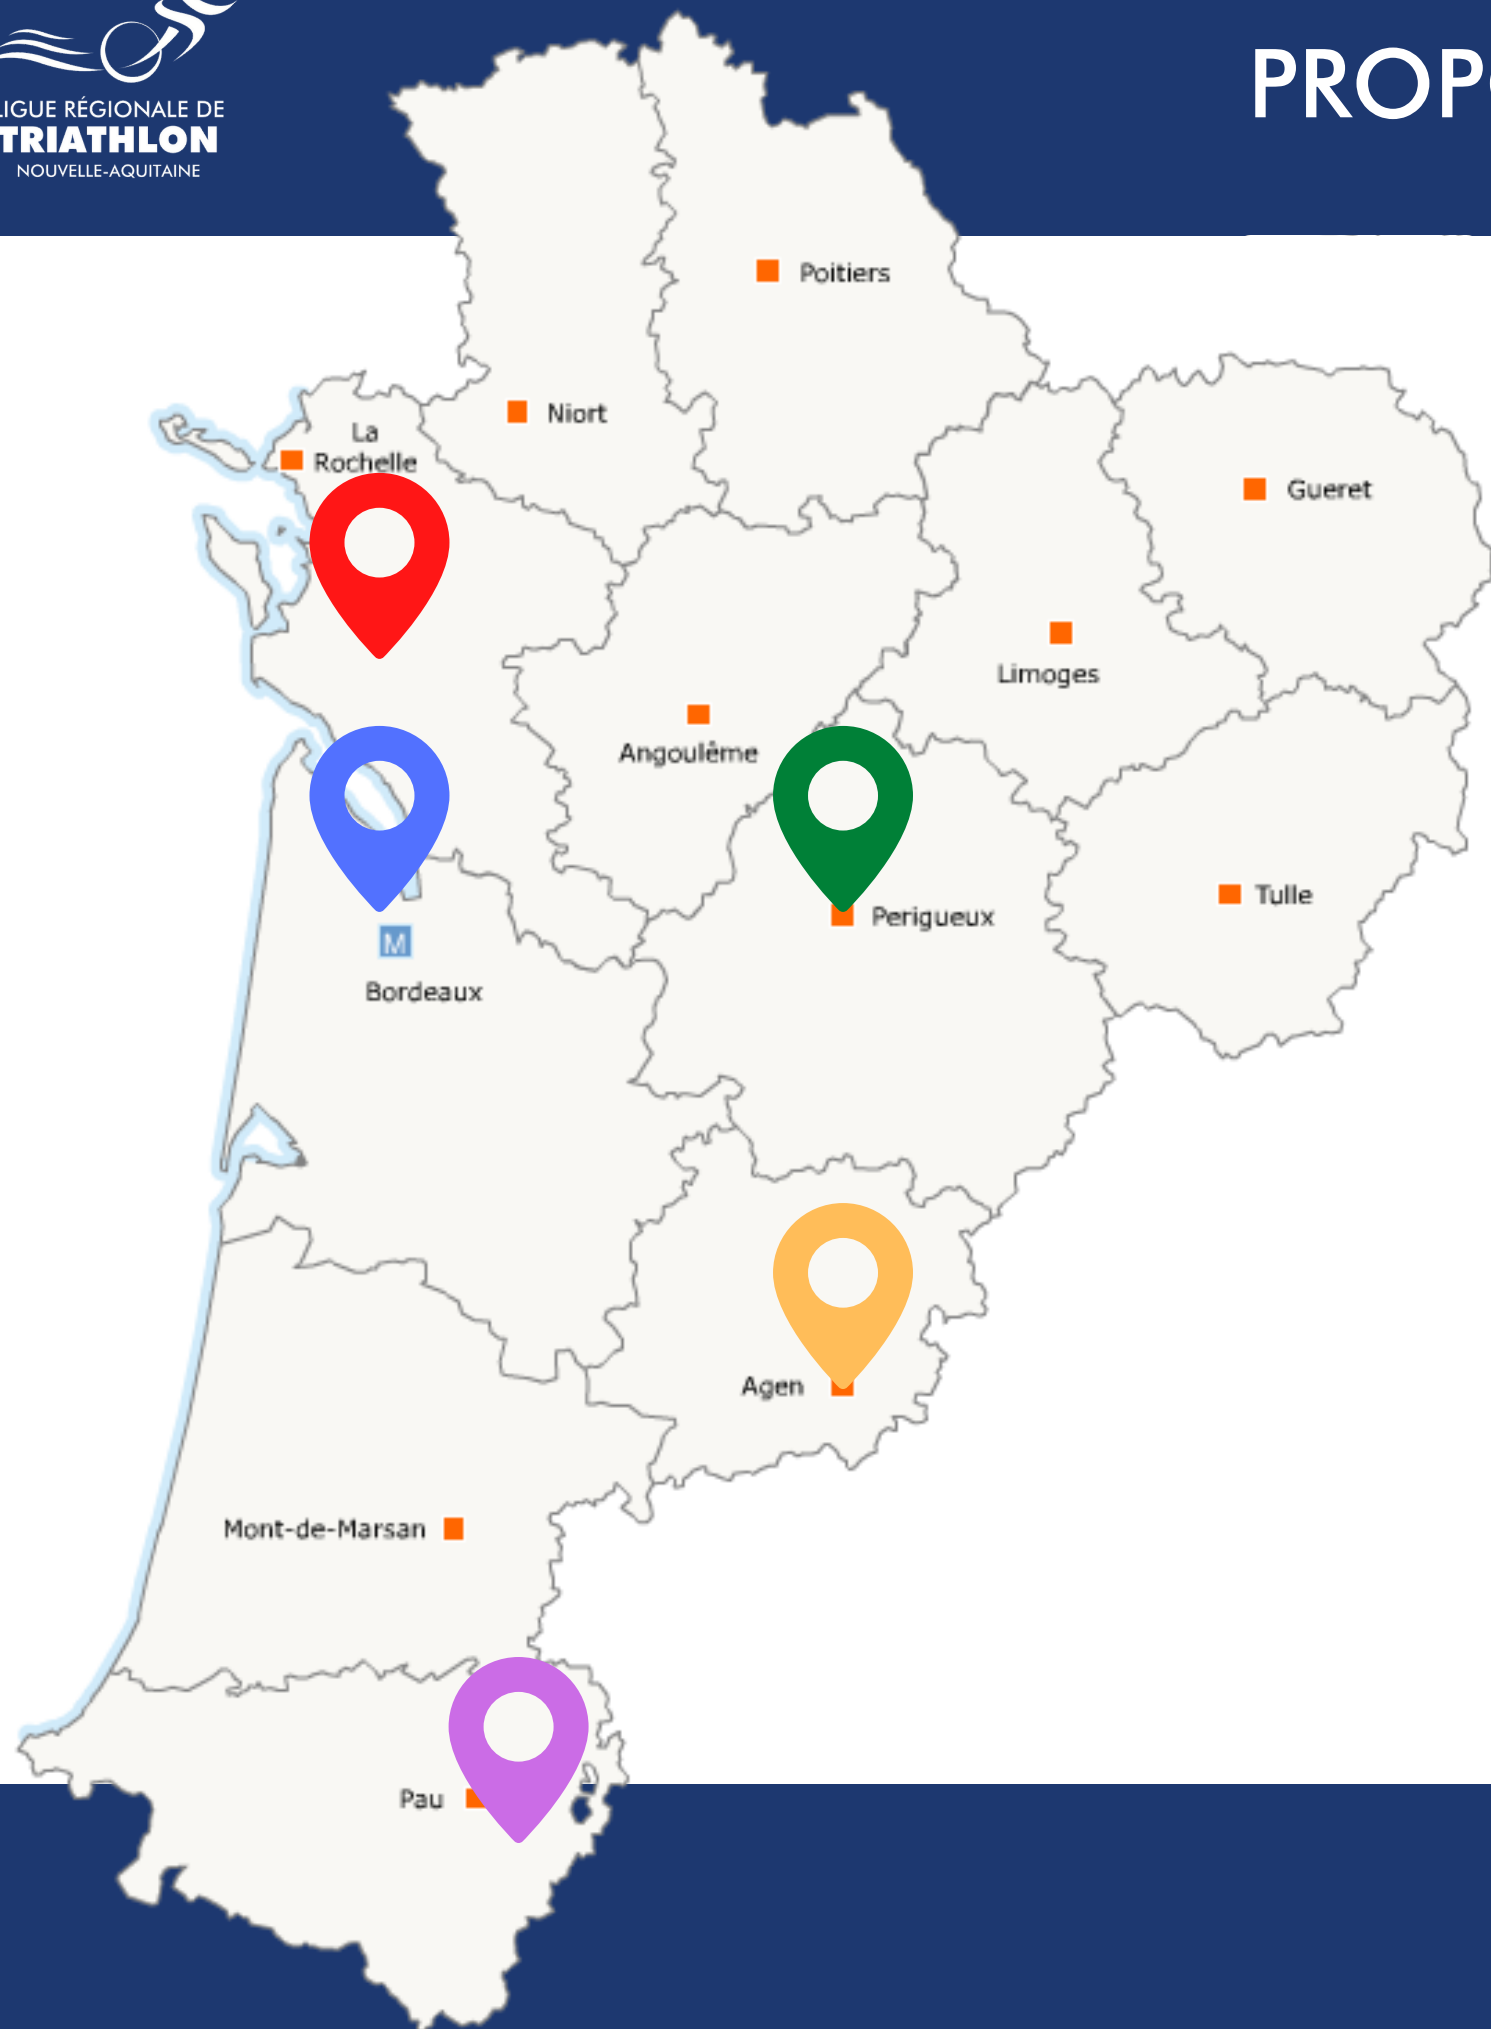 LIGUE RÉGIONALE DE
TRIATHLON
NOUVELLE-AQUITAINE
Poitiers
Niort
La
Rochelle
Gueret
Limoges
Angoulême
Tulle
Perigueux
M
Bordeaux
Agen
Mont-de-Marsan
Pau